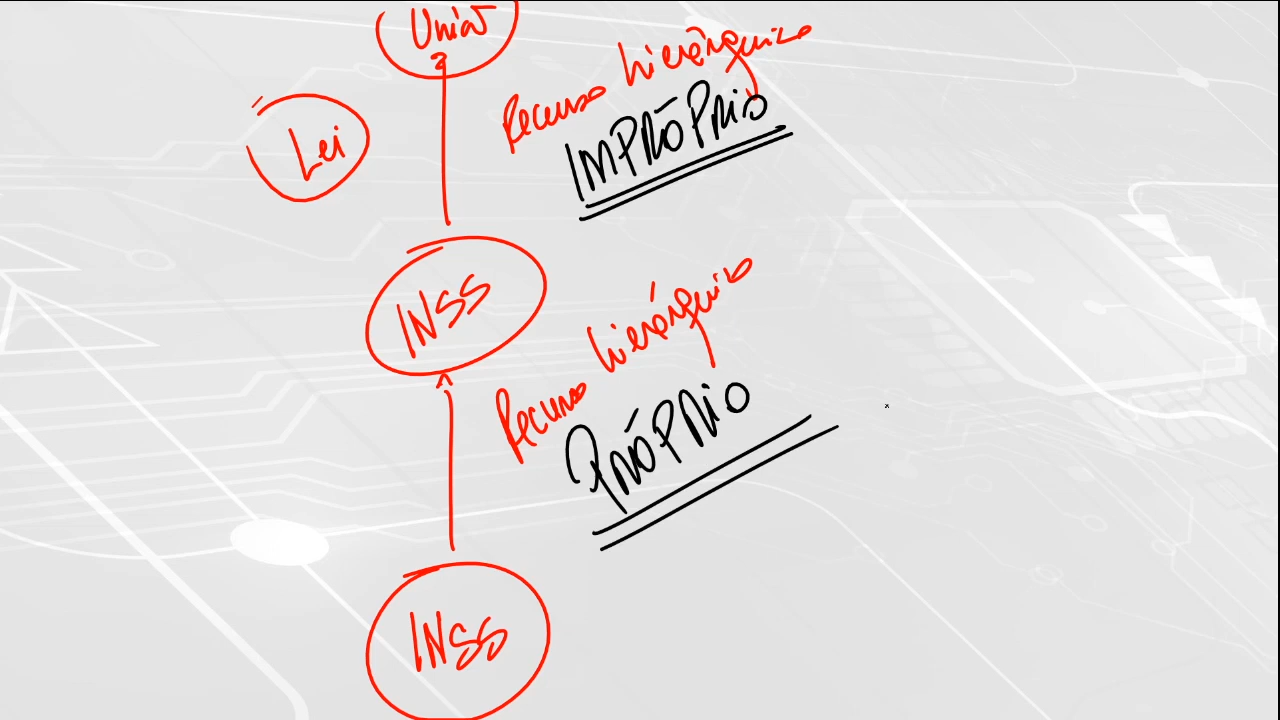 União
Recurso hierárquico
IMPRÓPRIO
Lei
INSS
Recurso hierárquico
PRÓPRIO
INSS